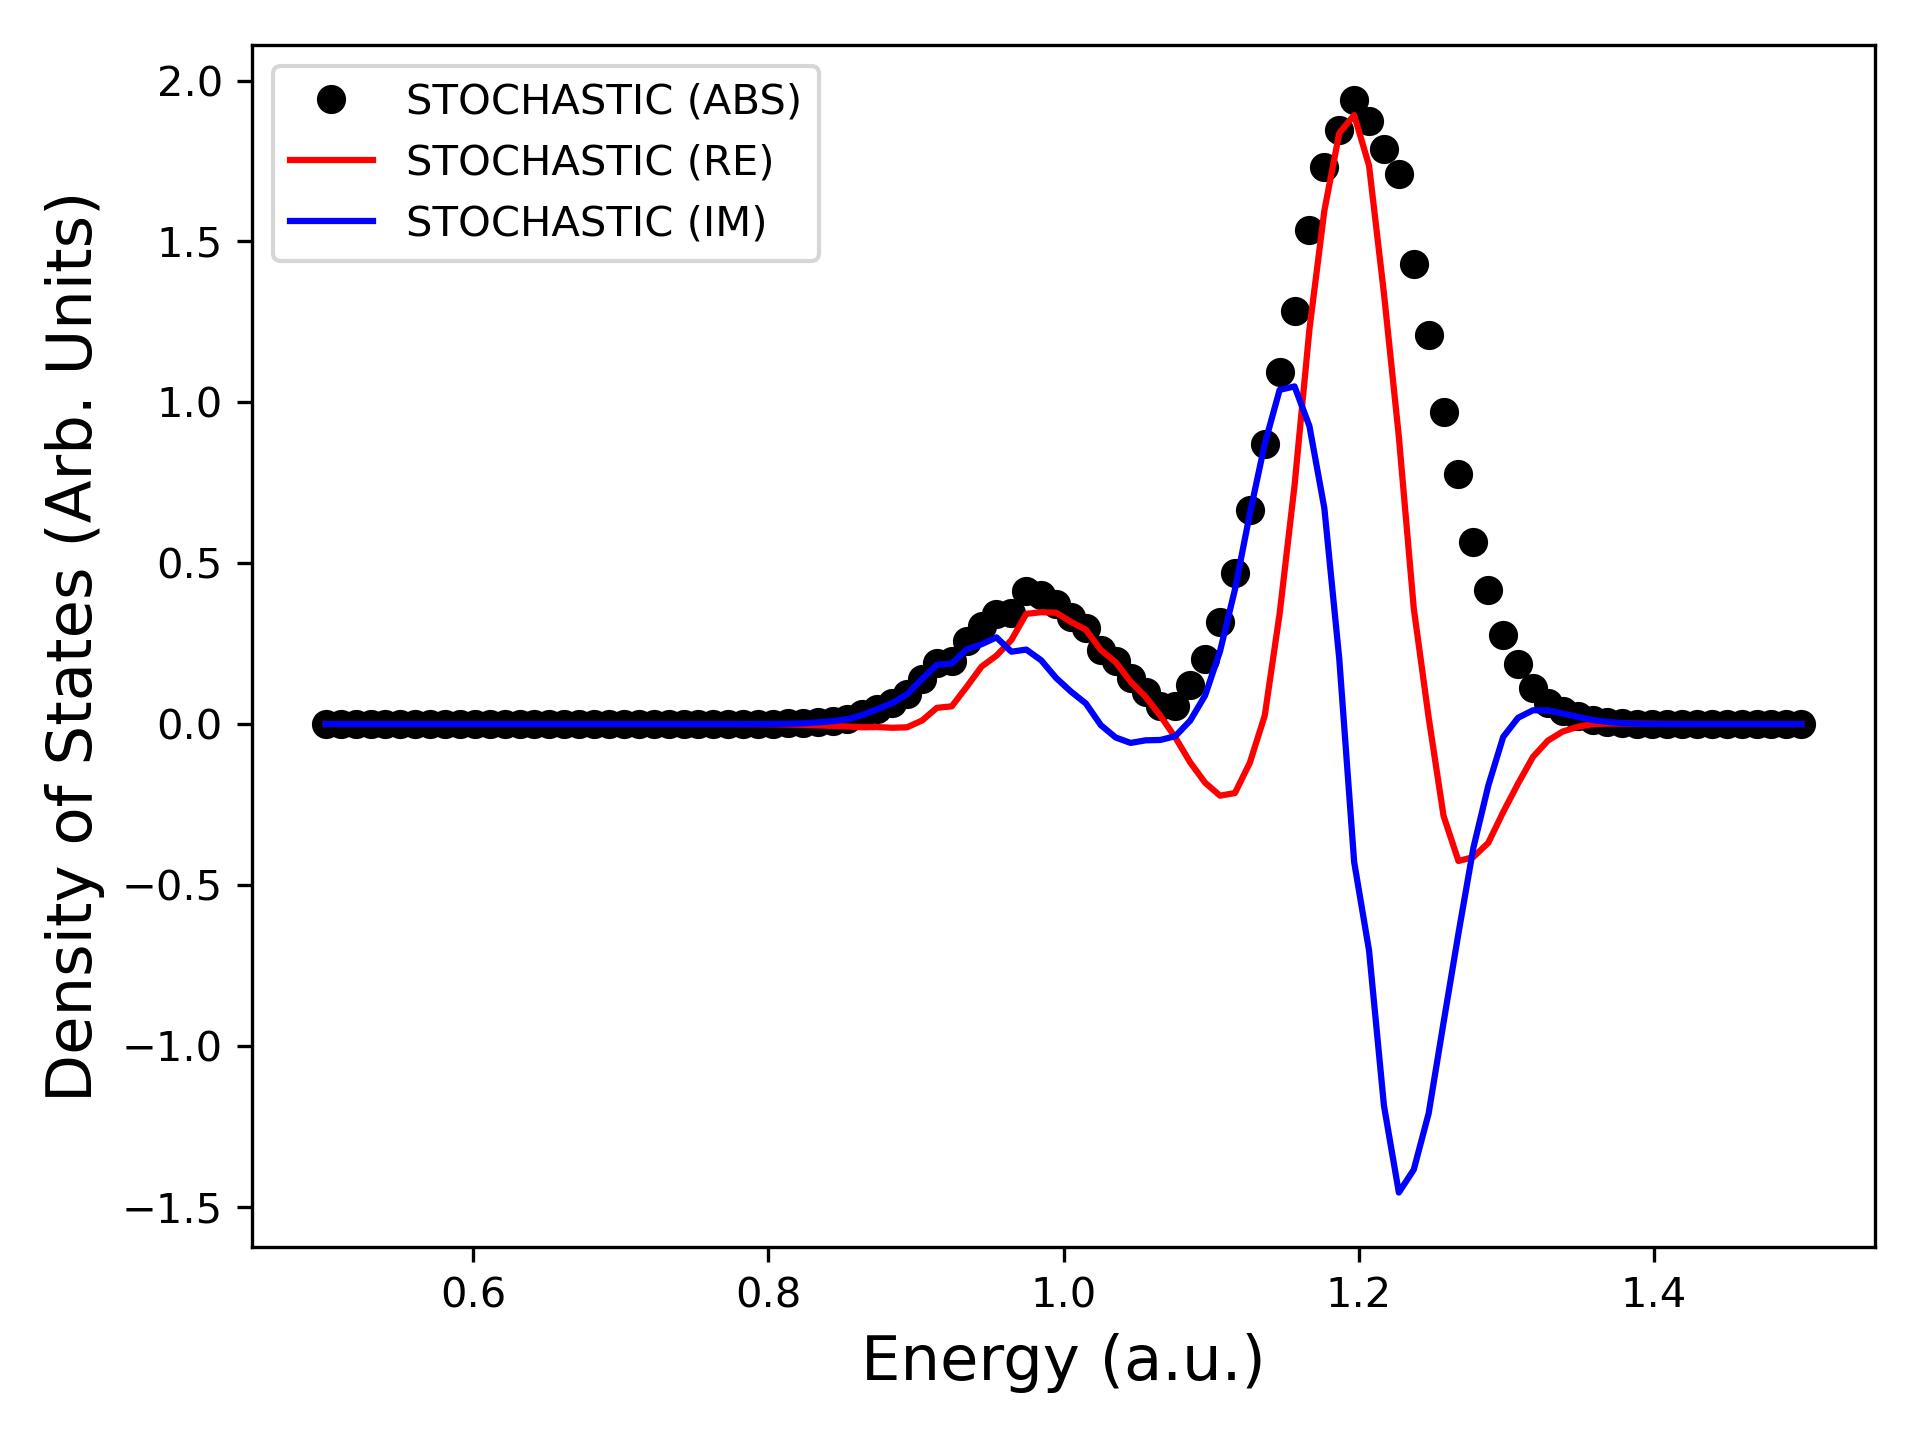 STOCHASTIC (ABS)
STOCHASTIC (RE)
STOCHASTIC (IM)
Density of States (Arb. Units)
2.0
1.5
1.0
0.5
0.0
−0.5
−1.0
−1.5
0.6
0.8
1.0
1.2
1.4
Energy (a.u.)